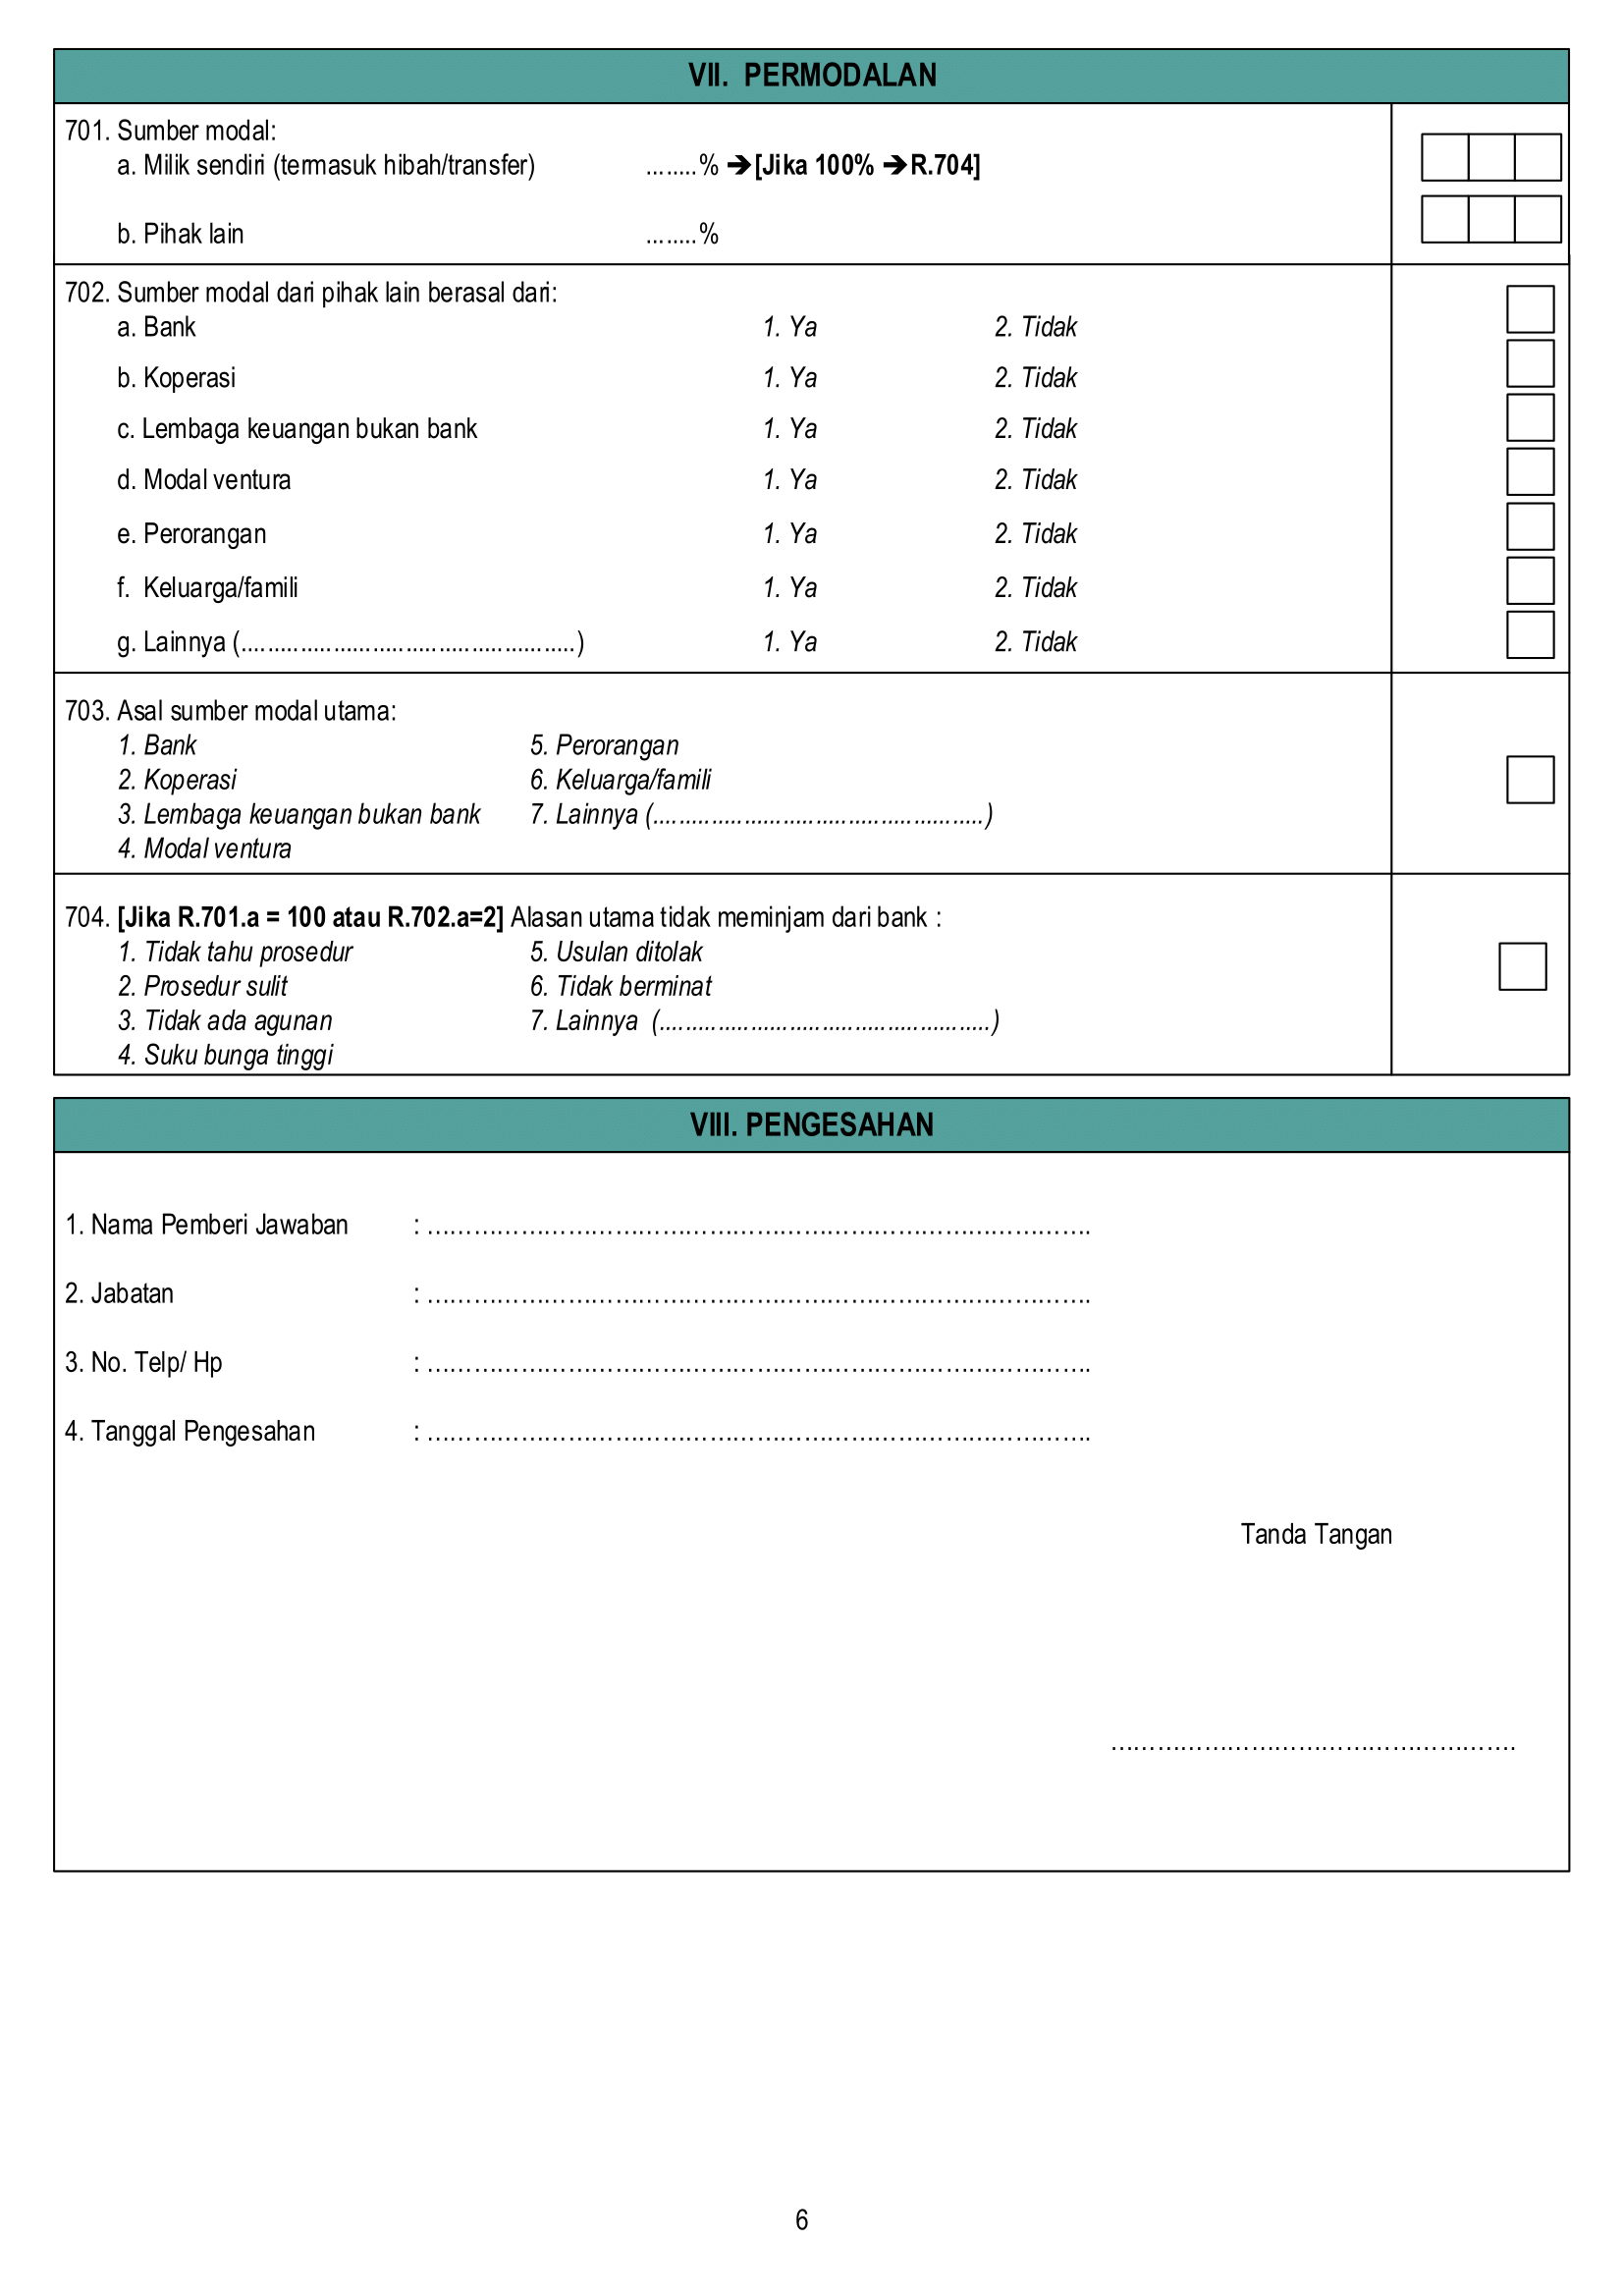 VII. PERMODALAN
701. Sumber modal:
a. Milik sendiri (termasuk hibah/transfer) ........% ➔[Jika 100% ➔R.704]
b. Pihak lain ........%
702. Sumber modal dari pihak lain berasal dari:
a. Bank 1. Ya 2. Tidak
b. Koperasi 1. Ya 2. Tidak
c. Lembaga keuangan bukan bank 1. Ya 2. Tidak
d. Modal ventura 1. Ya 2. Tidak
e. Perorangan 1. Ya 2. Tidak
f. Keluarga/famili 1. Ya 2. Tidak
g. Lainnya (..................................................) 1. Ya 2. Tidak
703. Asal sumber modal utama:
1. Bank 5. Perorangan
2. Koperasi 6. Keluarga/famili
3. Lembaga keuangan bukan bank 7. Lainnya (..................................................)
4. Modal ventura
704. [Jika R.701.a = 100 atau R.702.a=2] Alasan utama tidak meminjam dari bank :
1. Tidak tahu prosedur 5. Usulan ditolak
2. Prosedur sulit 6. Tidak berminat
3. Tidak ada agunan 7. Lainnya (..................................................)
4. Suku bunga tinggi
VIII. PENGESAHAN
1. Nama Pemberi Jawaban : ....................................................................................
2. Jabatan : ....................................................................................
3. No. Telp/ Hp : ....................................................................................
4. Tanggal Pengesahan : ....................................................................................
Tanda Tangan
....................................................
6